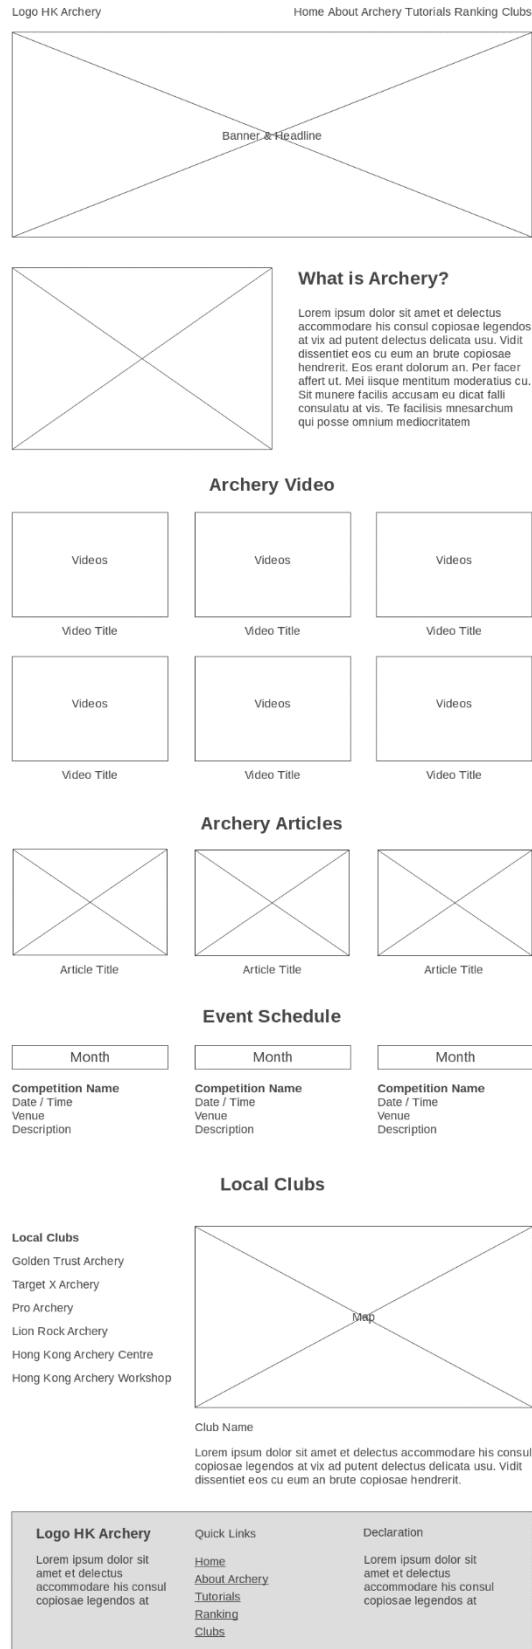 Logo HK Archery
Home About Archery Tutorials Ranking Clubs
Banner & Headline
What is Archery?
Lorem ipsum dolor sit amet et delectus
accommodare his consul copiosae legendos
at vix ad putent delectus delicata usu. Vidit
dissentiet eos cu eum an brute copiosae
hendrerit. Eos erant dolorum an. Per facer
affert ut. Mei iisque mentitum moderatius cu.
Sit munere facilis accusam eu dicat falli
consulatu at vis. Te facilisis mnesarchum
qui posse omnium mediocritatem
Archery Video
Videos
Videos
Videos
Video Title
Video Title
Video Title
Videos
Videos
Videos
Video Title
Video Title
Video Title
Archery Articles
Article Title
Article Title
Article Title
Event Schedule
Month
Month
Month
Competition Name
Date / Time
Venue
Description
Competition Name
Date / Time
Venue
Description
Competition Name
Date / Time
Venue
Description
Local Clubs
Local Clubs
Golden Trust Archery
Target X Archery
Pro Archery
Lion Rock Archery
Hong Kong Archery Centre
Hong Kong Archery Workshop
Map
Club Name
Lorem ipsum dolor sit amet et delectus accommodare his consul
copiosae legendos at vix ad putent delectus delicata usu. Vidit
dissentiet eos cu eum an brute copiosae hendrerit.
Logo HK Archery
Lorem ipsum dolor sit
amet et delectus
accommodare his consul
copiosae legendos at
Quick Links
Home
About Archery
Tutorials
Ranking
Clubs
Declaration
Lorem ipsum dolor sit
amet et delectus
accommodare his consul
copiosae legendos at